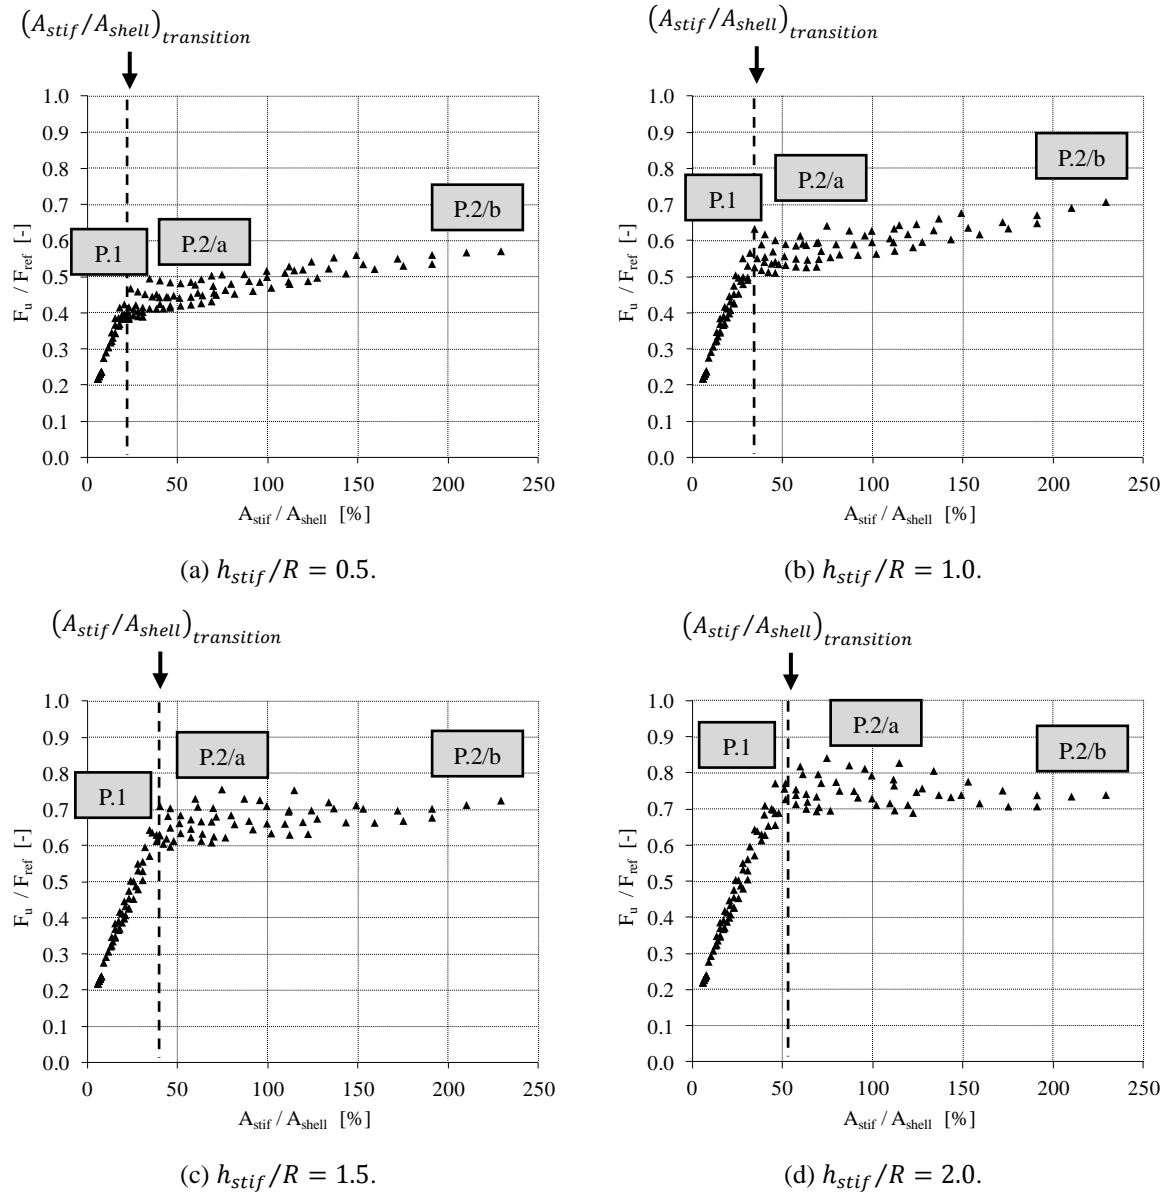 (A_stif/A_shell)_transition
1.0
0.9
0.8
0.7
0.6
0.5
0.4
0.3
0.2
0.1
0.0
F_u / F_ref [-]
P.1
P.2/a
P.2/b
0 50 100 150 200 250
A_stif / A_shell [%]
(a) h_stif/R = 0.5.
(A_stif/A_shell)_transition
1.0
0.9
0.8
0.7
0.6
0.5
0.4
0.3
0.2
0.1
0.0
F_u / F_ref [-]
P.1
P.2/a
P.2/b
0 50 100 150 200 250
A_stif / A_shell [%]
(b) h_stif/R = 1.0.
(A_stif/A_shell)_transition
1.0
0.9
0.8
0.7
0.6
0.5
0.4
0.3
0.2
0.1
0.0
F_u / F_ref [-]
P.1
P.2/a
P.2/b
0 50 100 150 200 250
A_stif / A_shell [%]
(c) h_stif/R = 1.5.
(A_stif/A_shell)_transition
1.0
0.9
0.8
0.7
0.6
0.5
0.4
0.3
0.2
0.1
0.0
F_u / F_ref [-]
P.1
P.2/a
P.2/b
0 50 100 150 200 250
A_stif / A_shell [%]
(d) h_stif/R = 2.0.